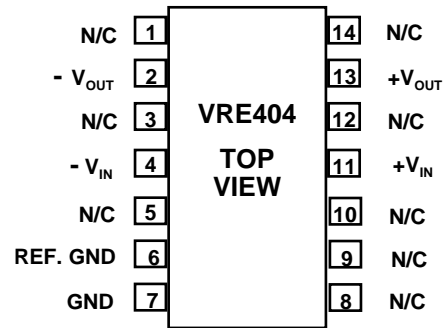 N/C 1 14 N/C
- VOUT 2 13 +VOUT
N/C 3 VRE404 12 N/C
- VIN 4 TOP 11 +VIN
VIEW
N/C 5 10 N/C
REF. GND 6 9 N/C
GND 7 8 N/C